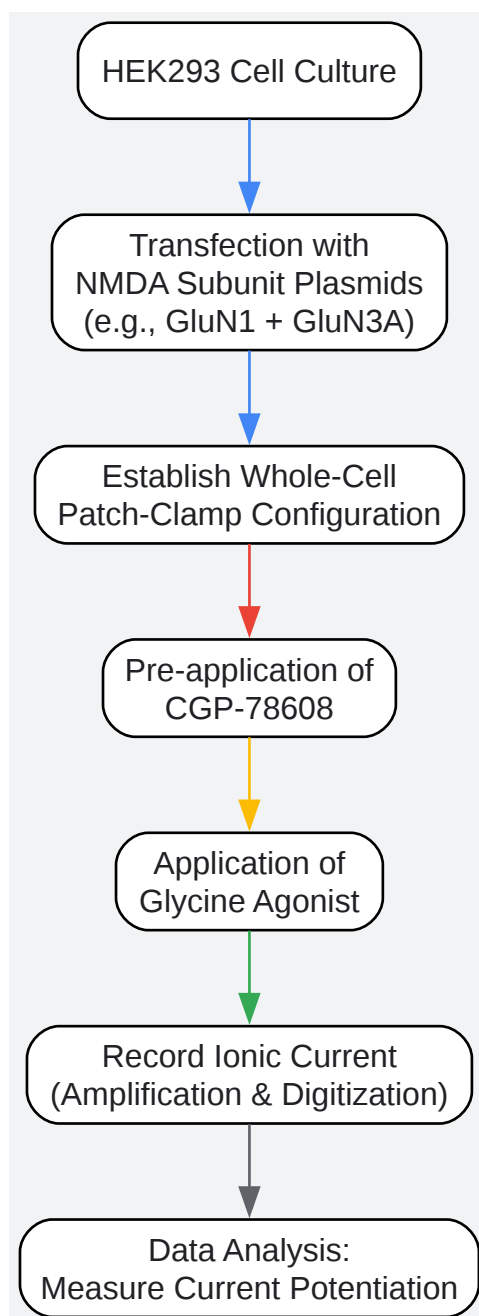 HEK293 Cell Culture
Transfection with
NMDA Subunit Plasmids
(e.g., GluN1 + GluN3A)
Establish Whole-Cell
Patch-Clamp Configuration
Pre-application of
CGP-78608
Application of
Glycine Agonist
Record Ionic Current
(Amplification & Digitization)
Data Analysis:
Measure Current Potentiation